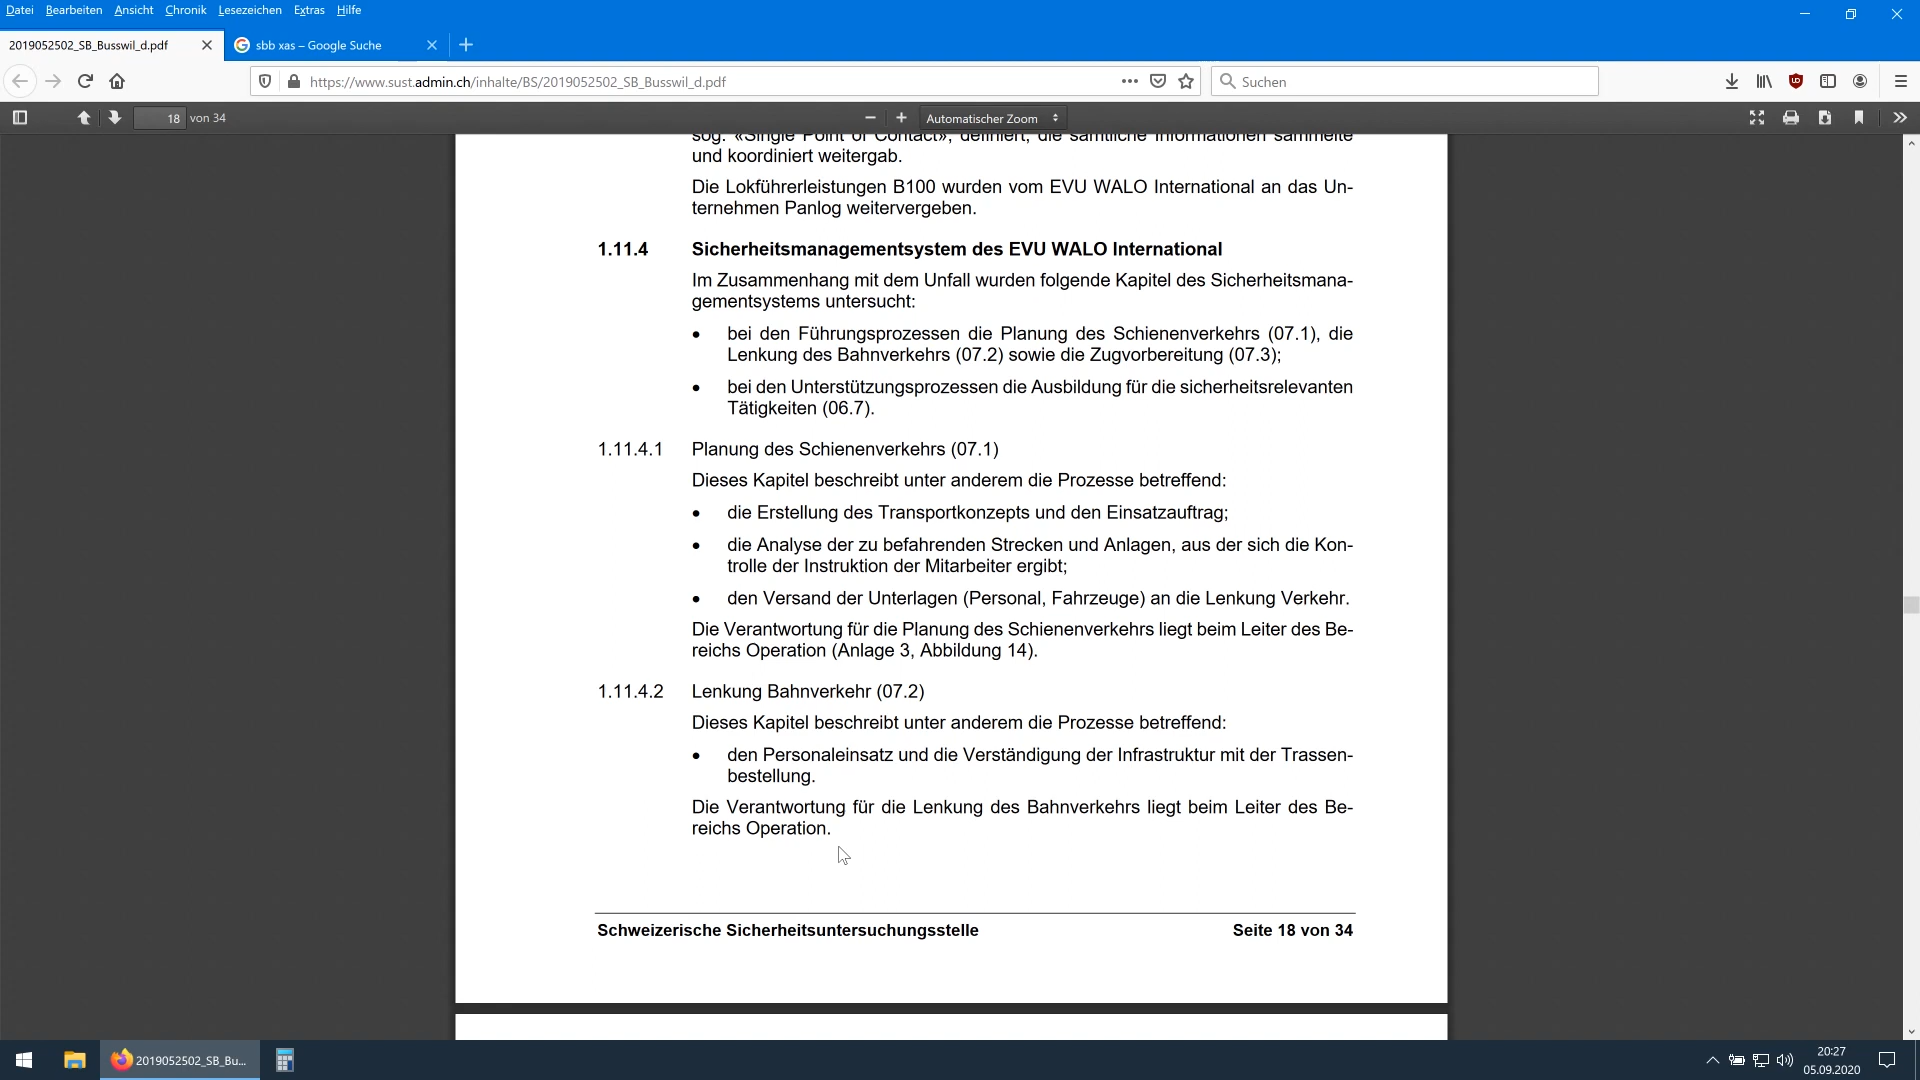 Datei Bearbeiten Ansicht Chronik Lesezeichen Extras Hilfe
2019052502_SB_Busswil_d.pdf
sbb xas – Google Suche
https://www.sust.admin.ch/inhalte/BS/2019052502_SB_Busswil_d.pdf
Suchen
18 von 34
Automatischer Zoom
sog. «Single Point of Contact», definiert, die sämtliche Informationen sammelte
und koordiniert weitergab.
Die Lokführerleistungen B100 wurden vom EVU WALO International an das Un-
ternehmen Panlog weitervergeben.
1.11.4 Sicherheitsmanagementsystem des EVU WALO International
Im Zusammenhang mit dem Unfall wurden folgende Kapitel des Sicherheitsmana-
gementsystems untersucht:
• bei den Führungsprozessen die Planung des Schienenverkehrs (07.1), die
Lenkung des Bahnverkehrs (07.2) sowie die Zugvorbereitung (07.3);
• bei den Unterstützungsprozessen die Ausbildung für die sicherheitsrelevanten
Tätigkeiten (06.7).
1.11.4.1 Planung des Schienenverkehrs (07.1)
Dieses Kapitel beschreibt unter anderem die Prozesse betreffend:
• die Erstellung des Transportkonzepts und den Einsatzauftrag;
• die Analyse der zu befahrenden Strecken und Anlagen, aus der sich die Kon-
trolle der Instruktion der Mitarbeiter ergibt;
• den Versand der Unterlagen (Personal, Fahrzeuge) an die Lenkung Verkehr.
Die Verantwortung für die Planung des Schienenverkehrs liegt beim Leiter des Be-
reichs Operation (Anlage 3, Abbildung 14).
1.11.4.2 Lenkung Bahnverkehr (07.2)
Dieses Kapitel beschreibt unter anderem die Prozesse betreffend:
• den Personaleinsatz und die Verständigung der Infrastruktur mit der Trassen-
bestellung.
Die Verantwortung für die Lenkung des Bahnverkehrs liegt beim Leiter des Be-
reichs Operation.
Schweizerische Sicherheitsuntersuchungsstelle Seite 18 von 34
2019052502_SB_Bu...
20:27
05.09.2020